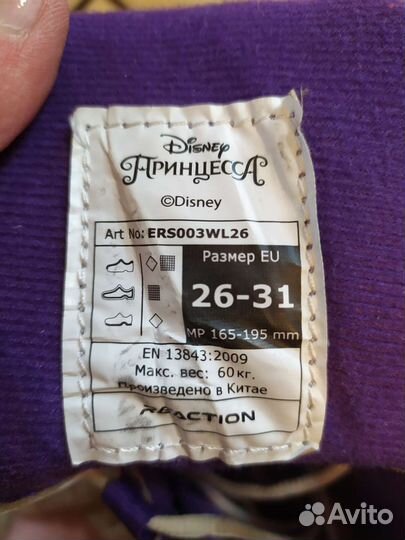 Disney
ПРИНЦЕССА
©Disney
Art No: ERS003WL26
Размер EU
26-31
MP 165-195 mm
EN 13843:2009
Макс. вес: 60кг.
Произведено в Китае
REACTION
Avito